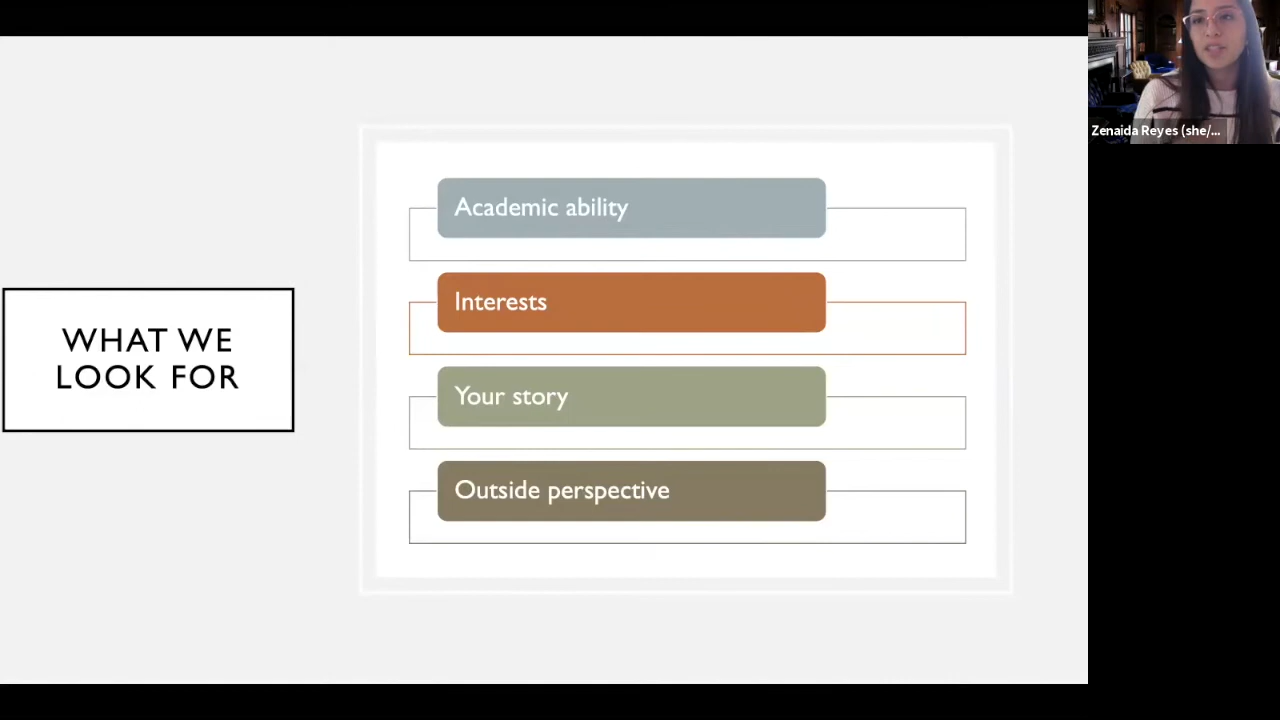 WHAT WE
LOOK FOR
Academic ability
Interests
Your story
Outside perspective
Zenaida Reyes (she/...